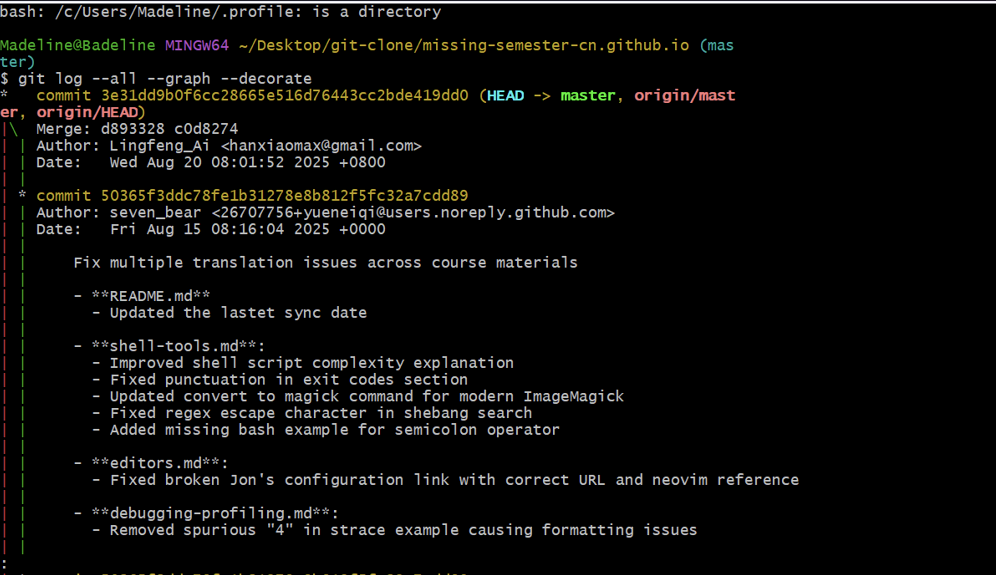 bash: /c/Users/Madeline/.profile: is a directory
Madeline@Badeline MINGW64 ~/Desktop/git-clone/missing-semester-cn.github.io (mas
ter)
$ git log --all --graph --decorate
*   commit 3e31dd9b0f6cc28665e516d76443cc2bde419dd0 (HEAD -> master, origin/mast
er, origin/HEAD)
|\  Merge: d893328 c0d8274
| | Author: Lingfeng_Ai <hanxiaomax@gmail.com>
| | Date:   Wed Aug 20 08:01:52 2025 +0800
| |
| * commit 50365f3ddc78fe1b31278e8b812f5fc32a7cdd89
| | Author: seven_bear <26707756+yueneiqi@users.noreply.github.com>
| | Date:   Fri Aug 15 08:16:04 2025 +0000
| |
| |     Fix multiple translation issues across course materials
| |
| |     - **README.md**
| |       - Updated the lastet sync date
| |
| |     - **shell-tools.md**:
| |       - Improved shell script complexity explanation
| |       - Fixed punctuation in exit codes section
| |       - Updated convert to magick command for modern ImageMagick
| |       - Fixed regex escape character in shebang search
| |       - Added missing bash example for semicolon operator
| |
| |     - **editors.md**:
| |       - Fixed broken Jon's configuration link with correct URL and neovim reference
| |
| |     - **debugging-profiling.md**:
| |       - Removed spurious "4" in strace example causing formatting issues
| |
: